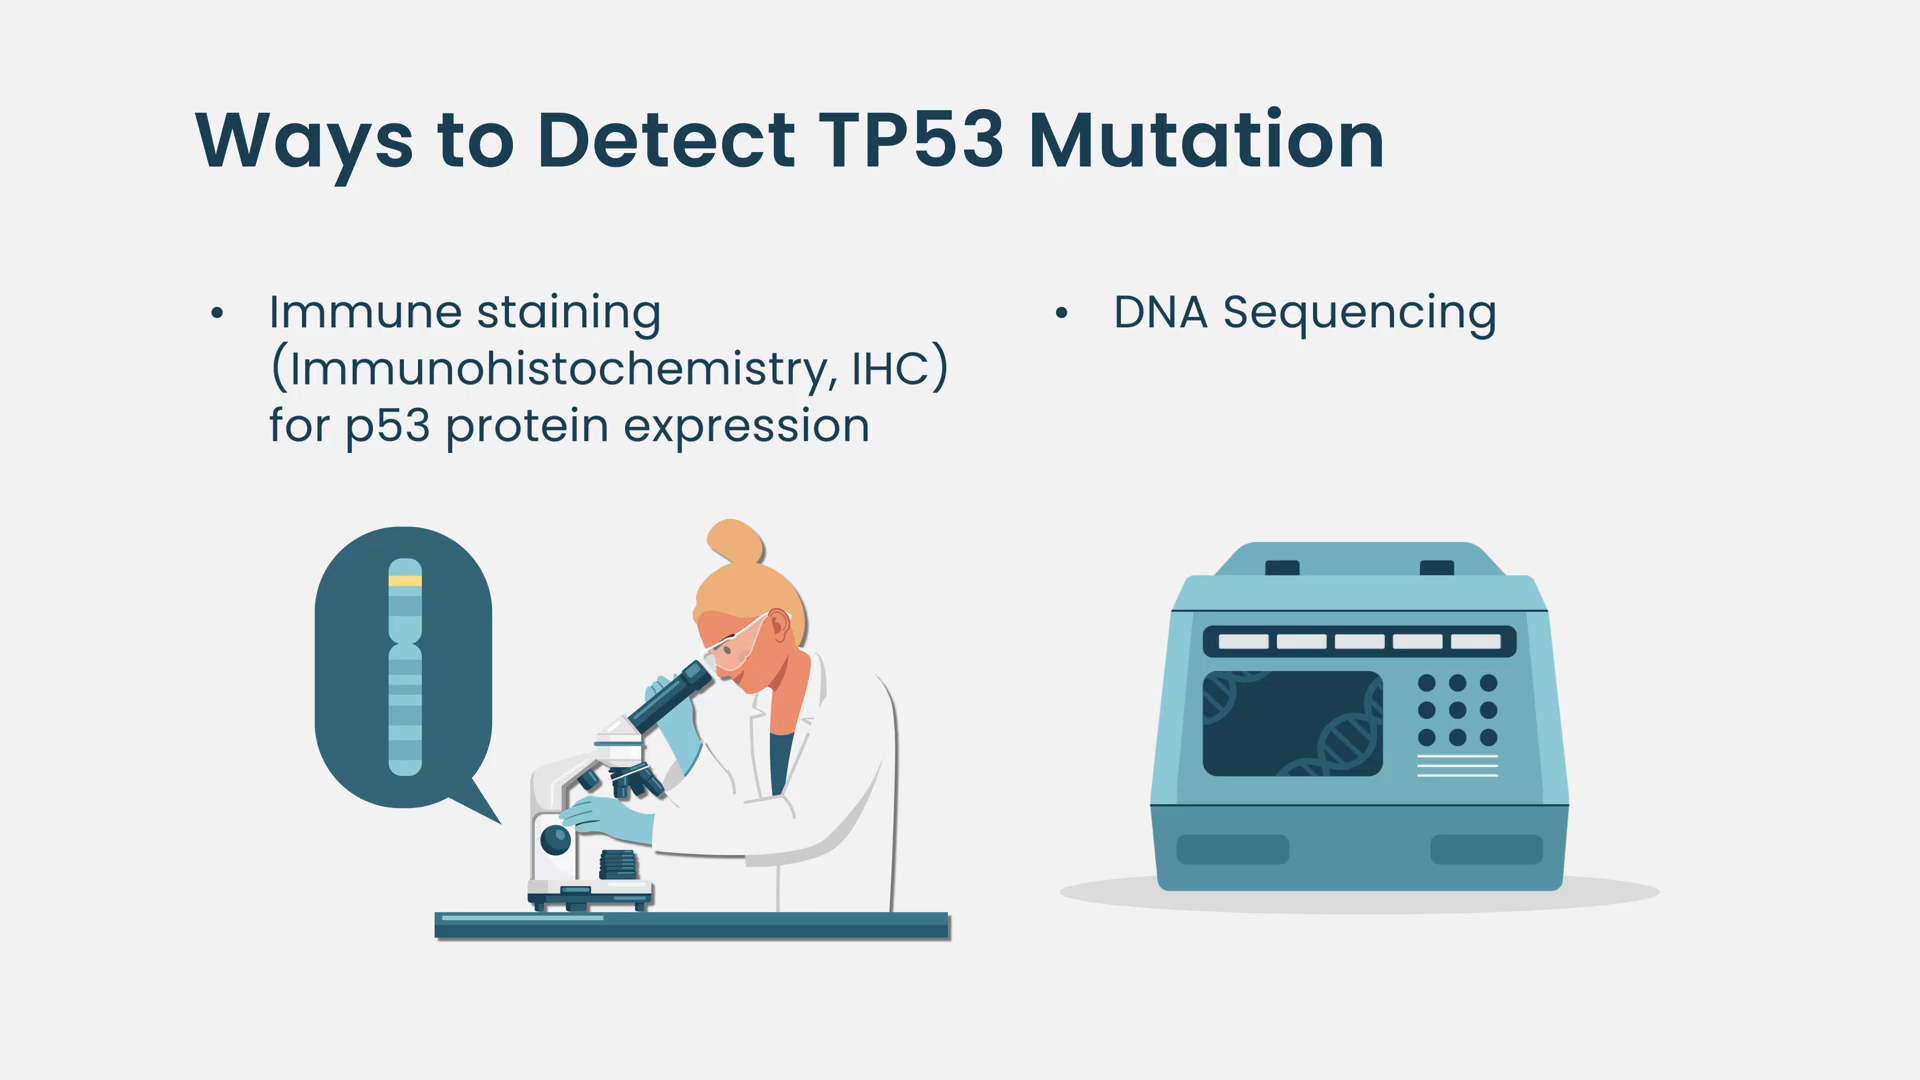 Ways to Detect TP53 Mutation
• Immune staining
(Immunohistochemistry, IHC)
for p53 protein expression
• DNA Sequencing